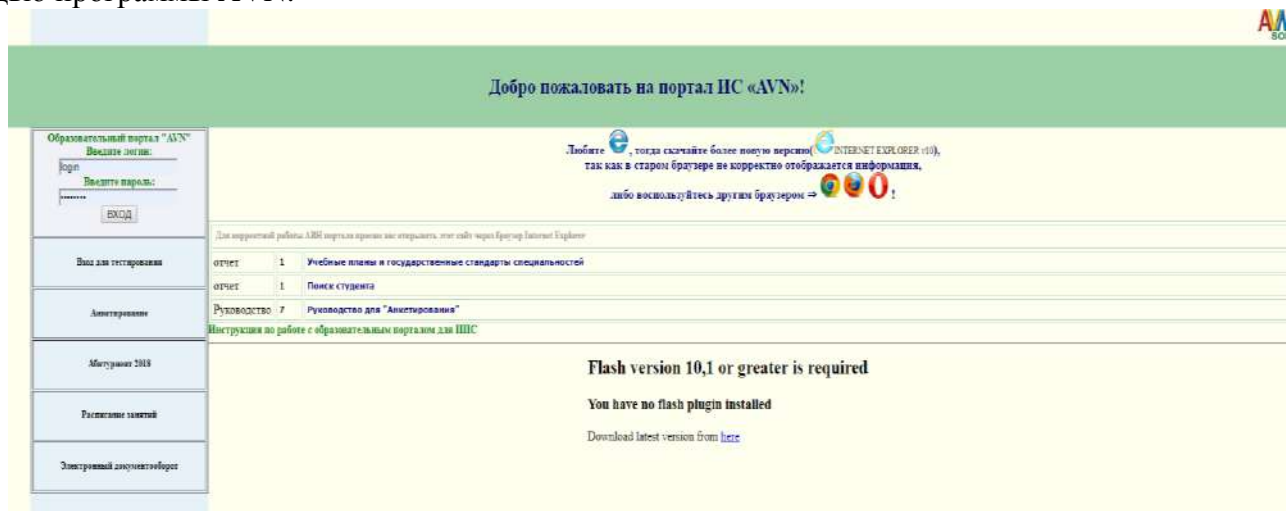 программы AVN.
Добро пожаловать на портал ИС «AVN»!
Образовательный портал "AVN"
Введите логин:
login
Введите пароль:
••••••••
ВХОД
Вход для тестирования
Анкетирование
Абитуриент 2018
Расписание занятий
Электронный документооборот
Любите , тогда скачайте более новую версию( INTERNET EXPLORER v10),
так как в старом браузере не корректно отображается информация,
либо воспользуйтесь другим браузером ⇒ !
Для корректной работы АВН портала просим вас открывать этот сайт через браузер Internet Explorer
отчет 1 Учебные планы и государственные стандарты специальностей
отчет 1 Поиск студента
Руководство 7 Руководство для "Анкетирования"
Инструкция по работе с образовательным порталом для ППС
Flash version 10,1 or greater is required
You have no flash plugin installed
Download latest version from here